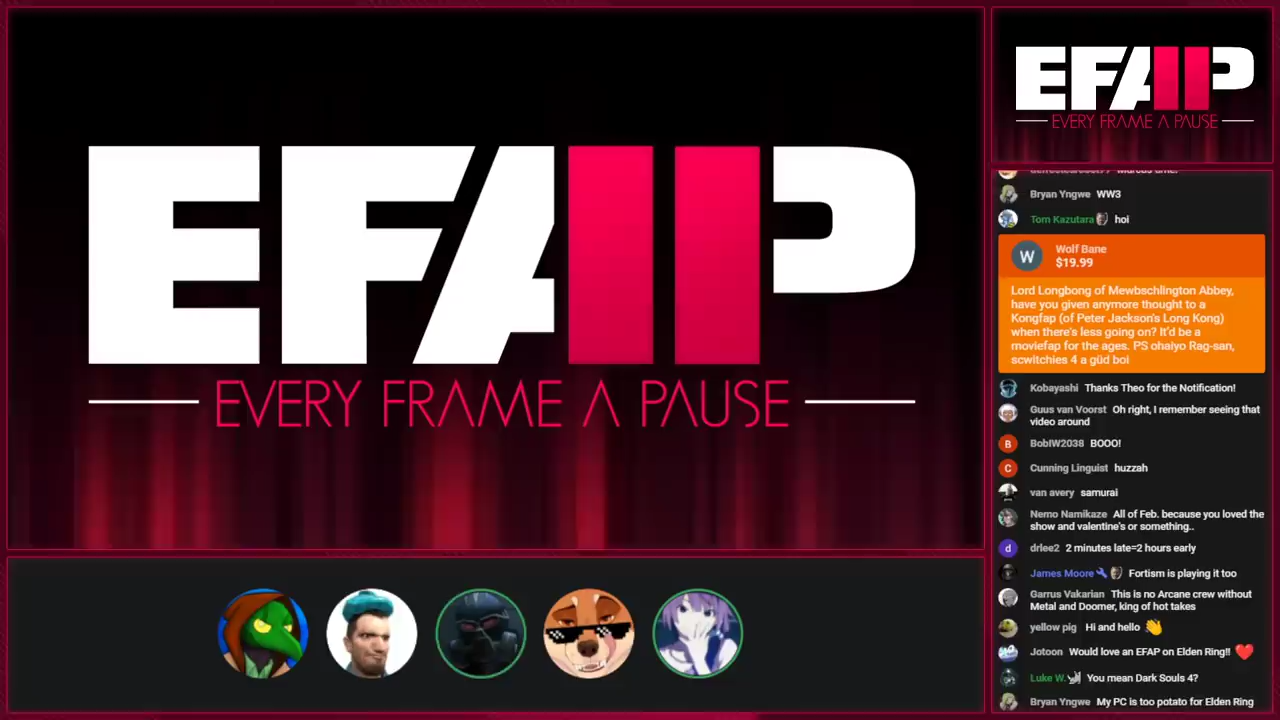 EFAP
EVERY FRAME A PAUSE
EFAP
EVERY FRAME A PAUSE
Bryan Yngwe WW3
Tom Kazutara hoi
W
Wolf Bane
$19.99
Lord Longbong of Mewbschlington Abbey,
have you given anymore thought to a
Kongfap (of Peter Jackson's Long Kong)
when there's less going on? It'd be a
moviefap for the ages. PS ohaiyo Rag-san,
scwitchies 4 a güd boi
Kobayashi Thanks Theo for the Notification!
Guus van Voorst Oh right, I remember seeing that
video around
B BobIW2038 BOOO!
C Cunning Linguist huzzah
van avery samurai
Nemo Namikaze All of Feb. because you loved the
show and valentine's or something..
d drlee2 2 minutes late=2 hours early
James Moore Fortism is playing it too
Garrus Vakarian This is no Arcane crew without
Metal and Doomer, king of hot takes
yellow pig Hi and hello
Jotoon Would love an EFAP on Elden Ring!!
Luke W. You mean Dark Souls 4?
Bryan Yngwe My PC is too potato for Elden Ring